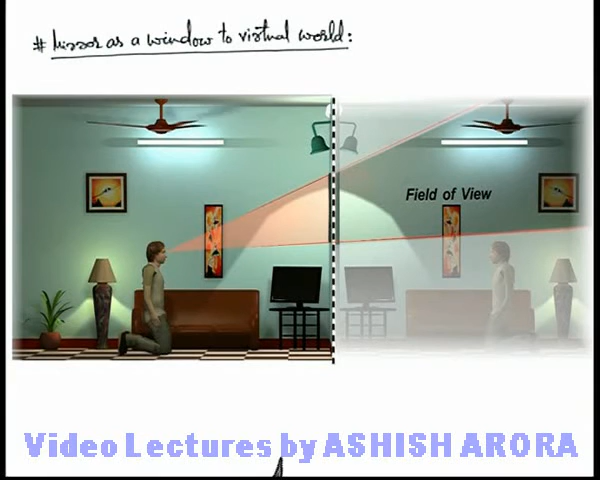 # Mirror as a window to virtual world:
Field of View
Video Lectures by ASHISH ARORA